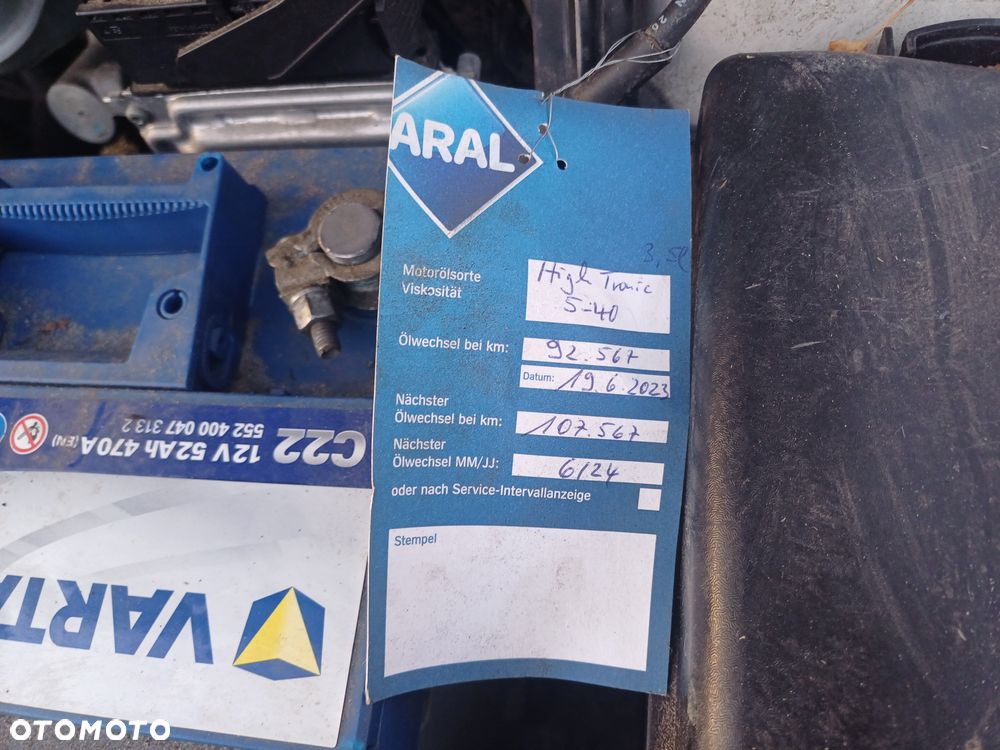 ARAL
3,5l
Motorölsorte
Viskosität
High Tronic
5-40
Ölwechsel bei km:
92.567
Datum: 19.6.2023
Nächster
Ölwechsel bei km:
107.567
Nächster
Ölwechsel MM/JJ:
6/24
oder nach Service-Intervallanzeige
Stempel
C22
12V 52Ah 470A (EN)
552 400 047 313 2
VARTA
OTOMOTO